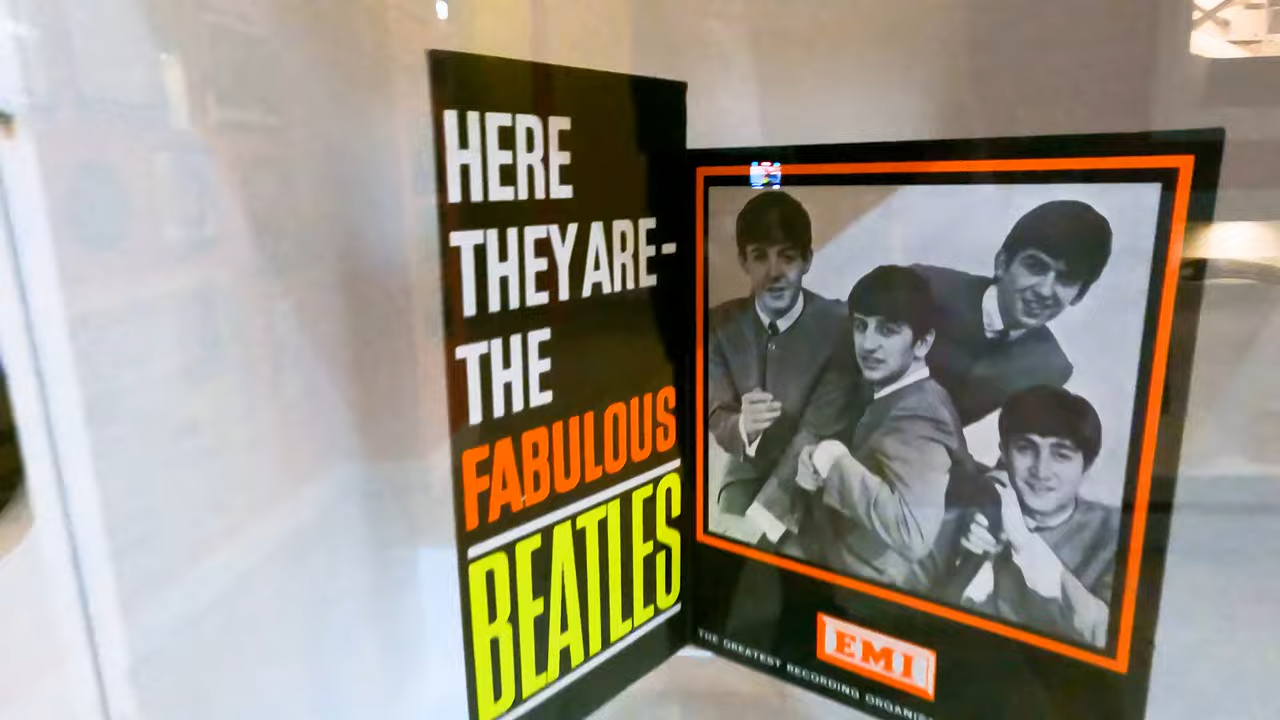 HERE
THEY ARE-
THE
FABULOUS
BEATLES
EMI
THE GREATEST RECORDING